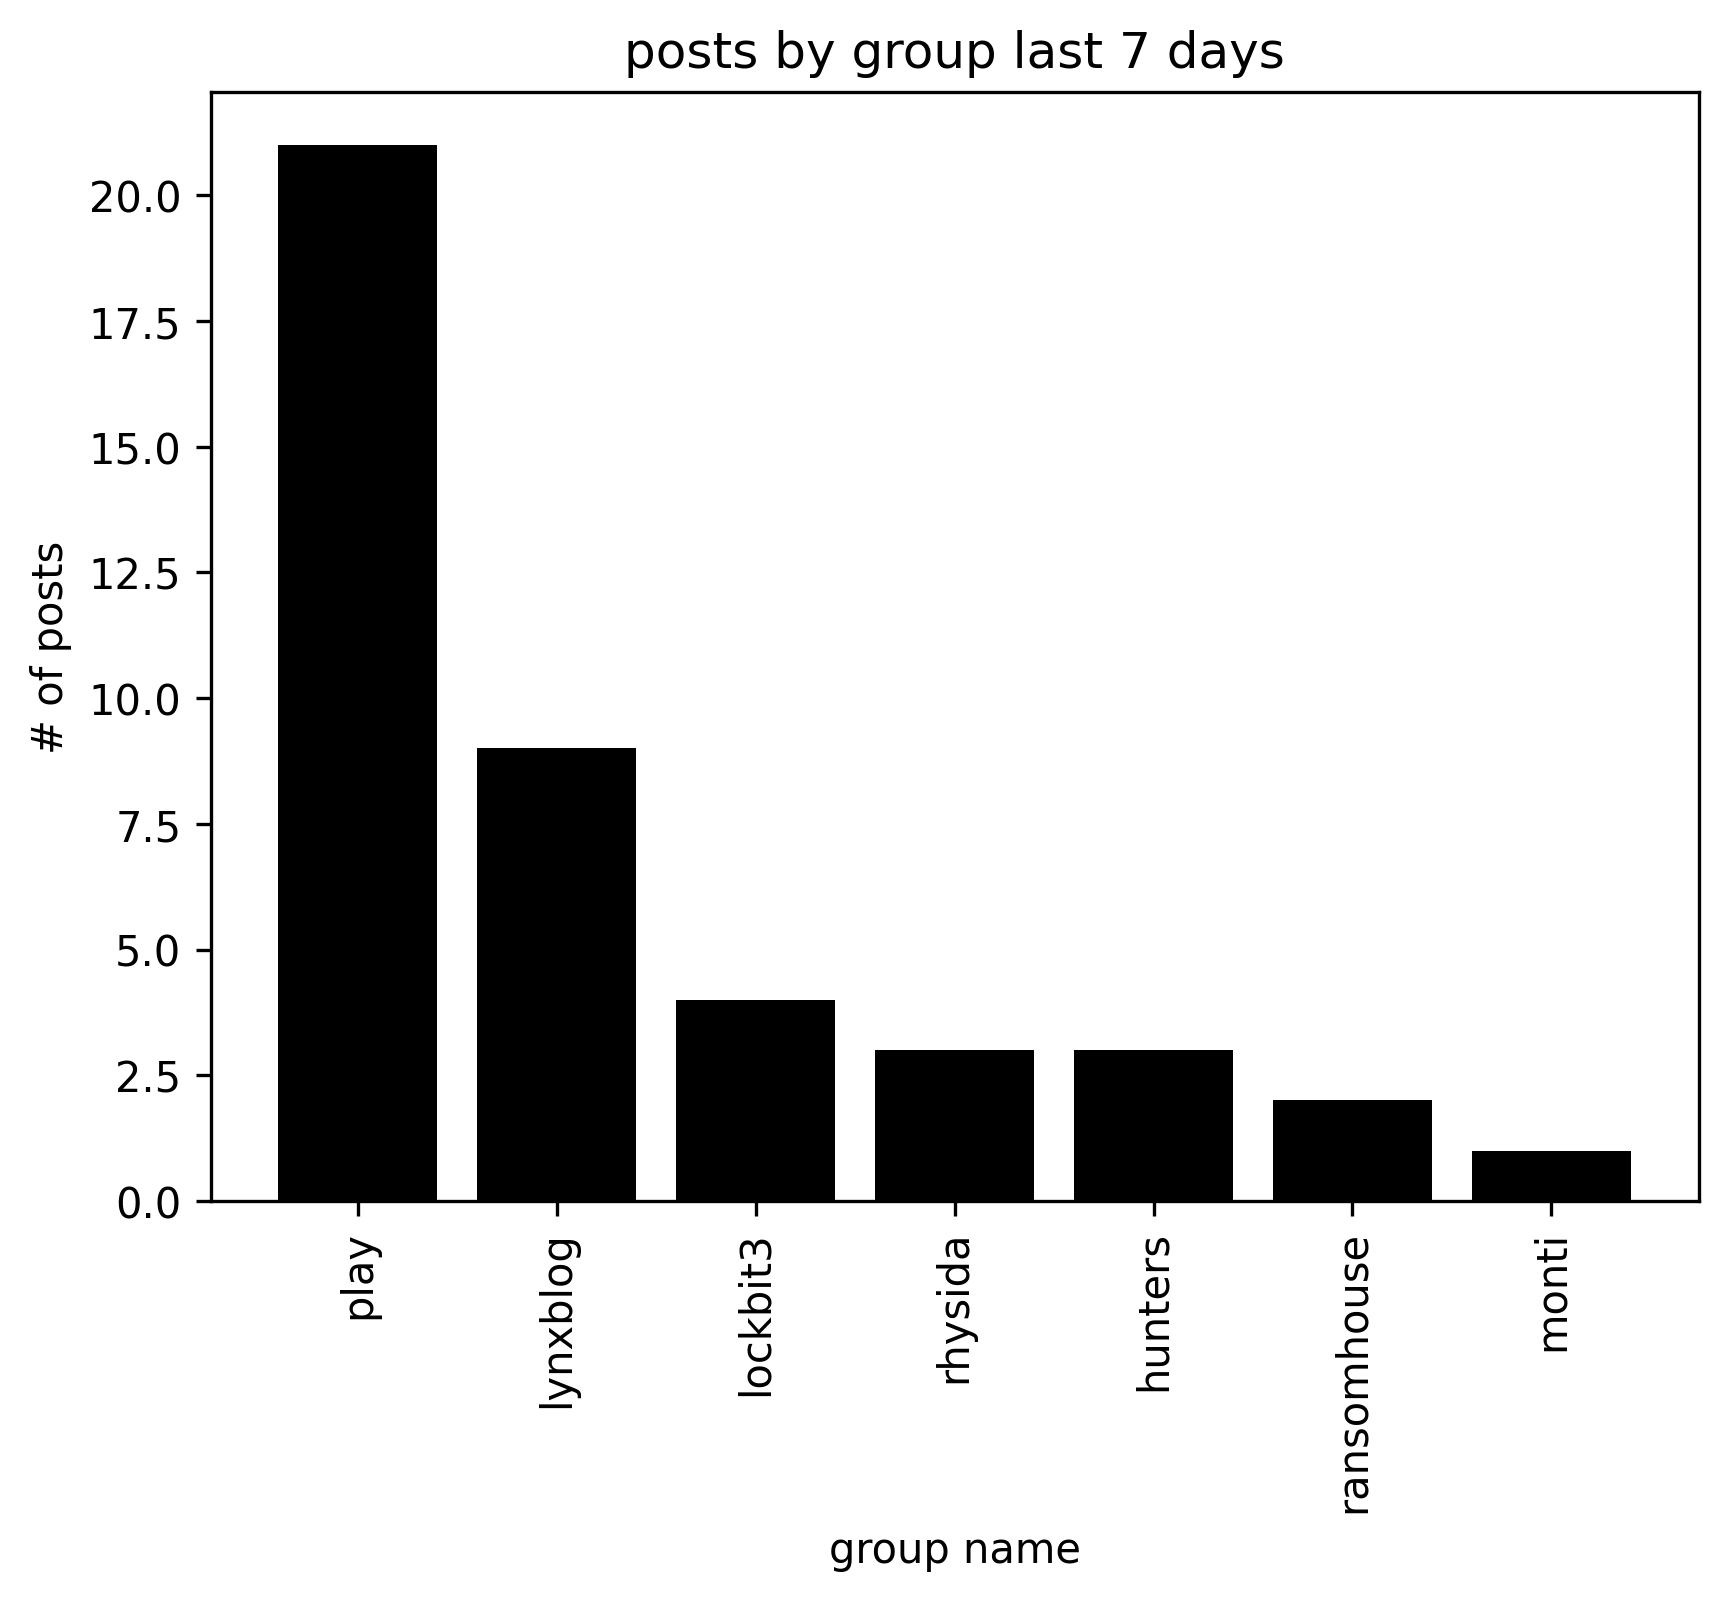 posts by group last 7 days
# of posts
20.0
17.5
15.0
12.5
10.0
7.5
5.0
2.5
0.0
play
lynxblog
lockbit3
rhysida
hunters
ransomhouse
monti
group name